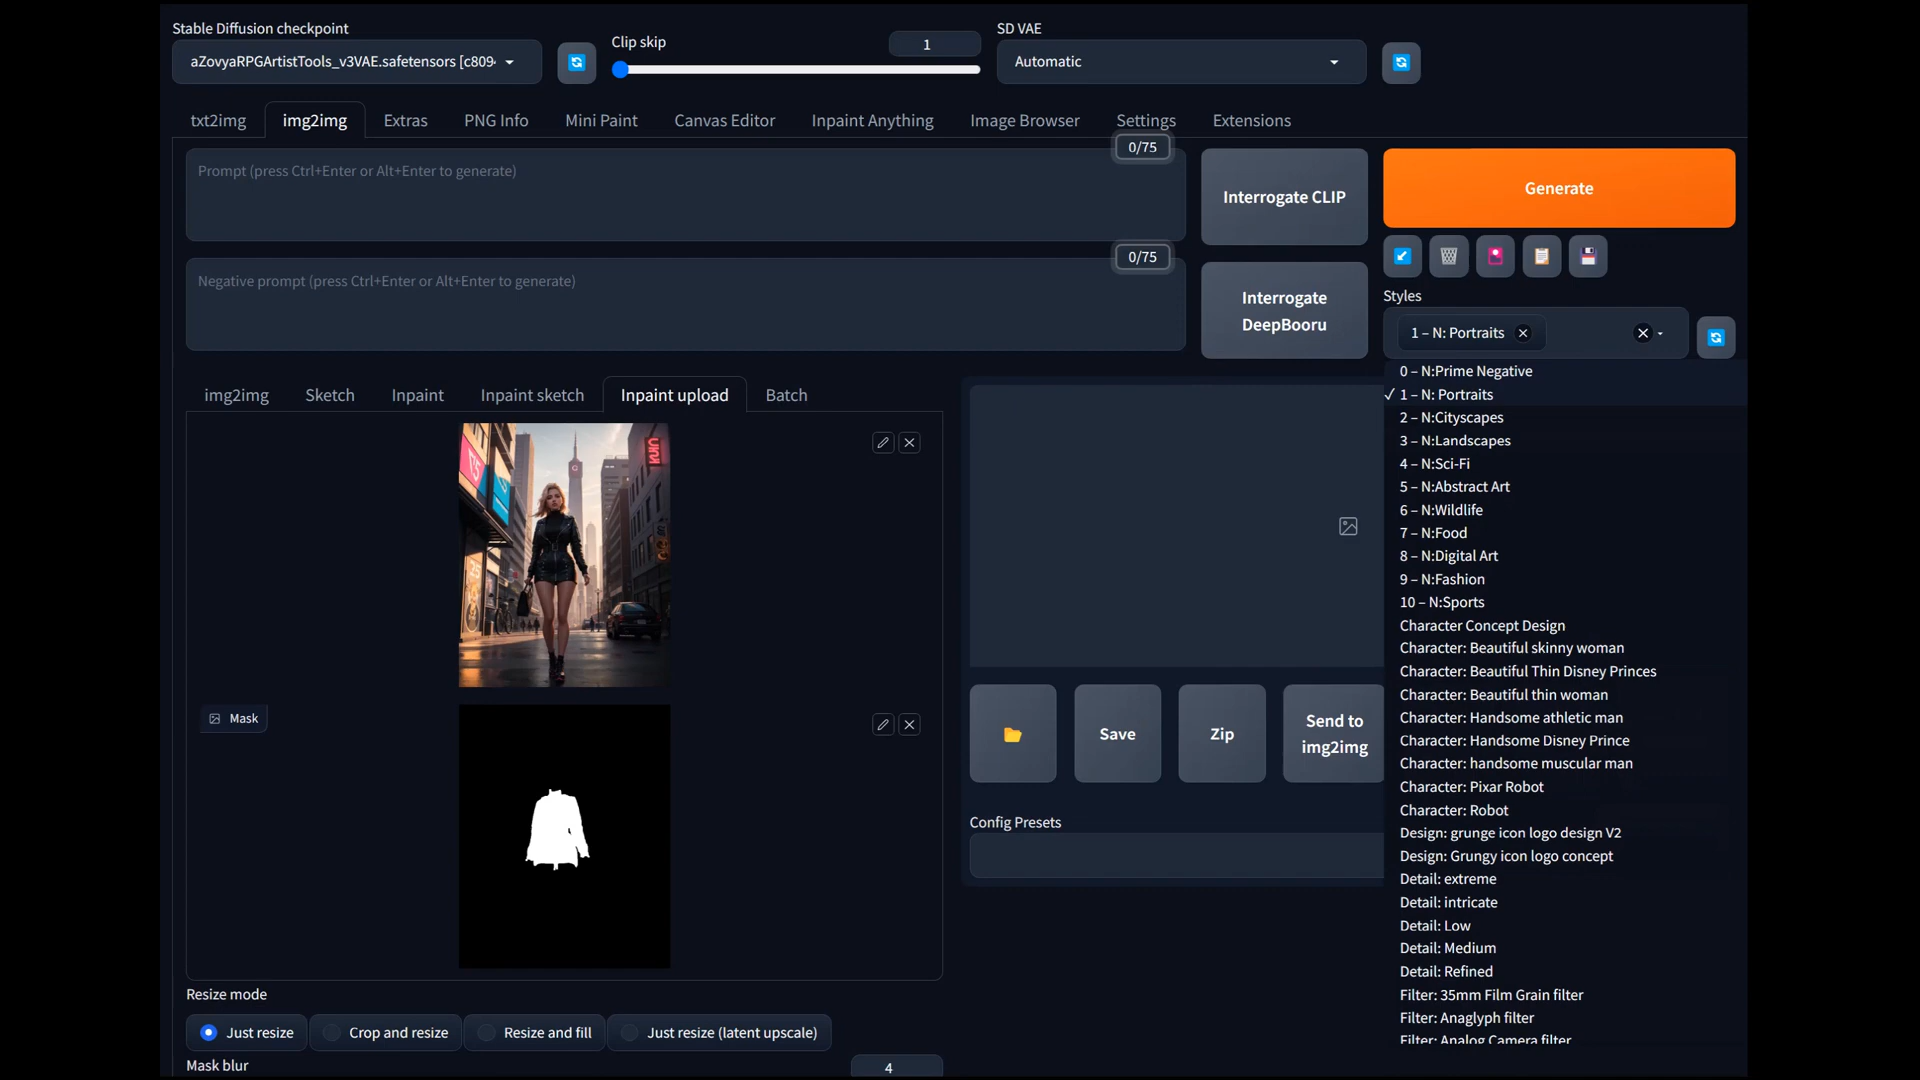 Stable Diffusion checkpoint
aZovyaRPGArtistTools_v3VAE.safetensors [c809
Clip skip
1
SD VAE
Automatic
txt2img
img2img
Extras
PNG Info
Mini Paint
Canvas Editor
Inpaint Anything
Image Browser
Settings
Extensions
0/75
Prompt (press Ctrl+Enter or Alt+Enter to generate)
Interrogate CLIP
Generate
0/75
Negative prompt (press Ctrl+Enter or Alt+Enter to generate)
Interrogate
DeepBooru
Styles
1 – N: Portraits
img2img
Sketch
Inpaint
Inpaint sketch
Inpaint upload
Batch
Mask
Resize mode
Just resize
Crop and resize
Resize and fill
Just resize (latent upscale)
Mask blur
4
Save
Zip
Send to
img2img
Config Presets
0 – N:Prime Negative
✓ 1 – N: Portraits
2 – N:Cityscapes
3 – N:Landscapes
4 – N:Sci-Fi
5 – N:Abstract Art
6 – N:Wildlife
7 – N:Food
8 – N:Digital Art
9 – N:Fashion
10 – N:Sports
Character Concept Design
Character: Beautiful skinny woman
Character: Beautiful Thin Disney Princes
Character: Beautiful thin woman
Character: Handsome athletic man
Character: Handsome Disney Prince
Character: handsome muscular man
Character: Pixar Robot
Character: Robot
Design: grunge icon logo design V2
Design: Grungy icon logo concept
Detail: extreme
Detail: intricate
Detail: Low
Detail: Medium
Detail: Refined
Filter: 35mm Film Grain filter
Filter: Anaglyph filter
Filter: Analog Camera filter